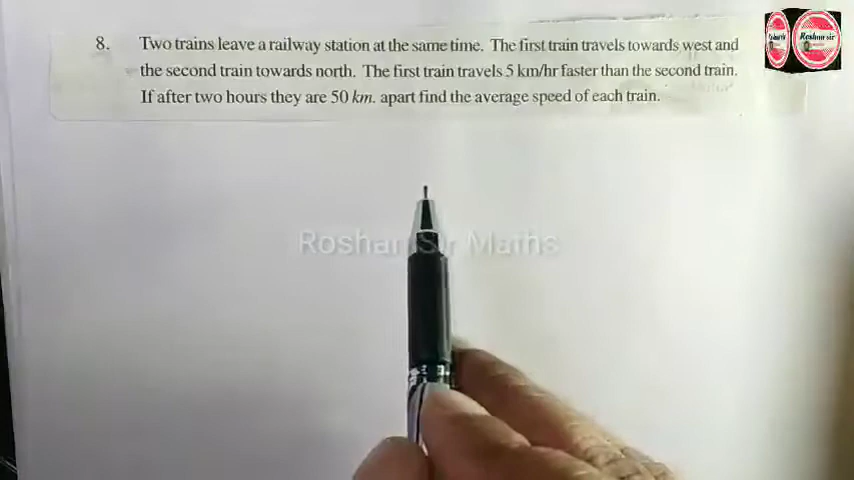 8. Two trains leave a railway station at the same time. The first train travels towards west and
the second train towards north. The first train travels 5 km/hr faster than the second train.
If after two hours they are 50 km. apart find the average speed of each train.
Roshan Sir Maths
Roshan sir